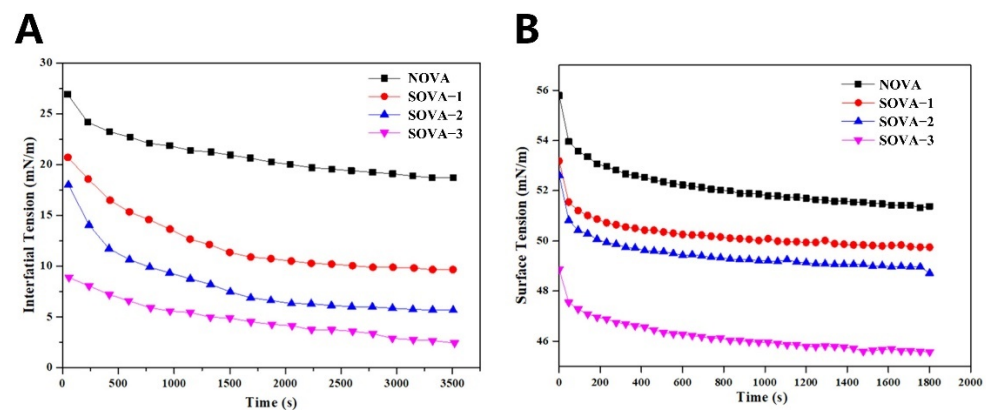 A
B
NOVA
SOVA−1
SOVA−2
SOVA−3
Interfatial Tension (mN/m)
30
25
20
15
10
5
0
0 500 1000 1500 2000 2500 3000 3500
Time (s)
NOVA
SOVA−1
SOVA−2
SOVA−3
Surface Tension (mN/m)
56
54
52
50
48
46
0 200 400 600 800 1000 1200 1400 1600 1800 2000
Time (s)